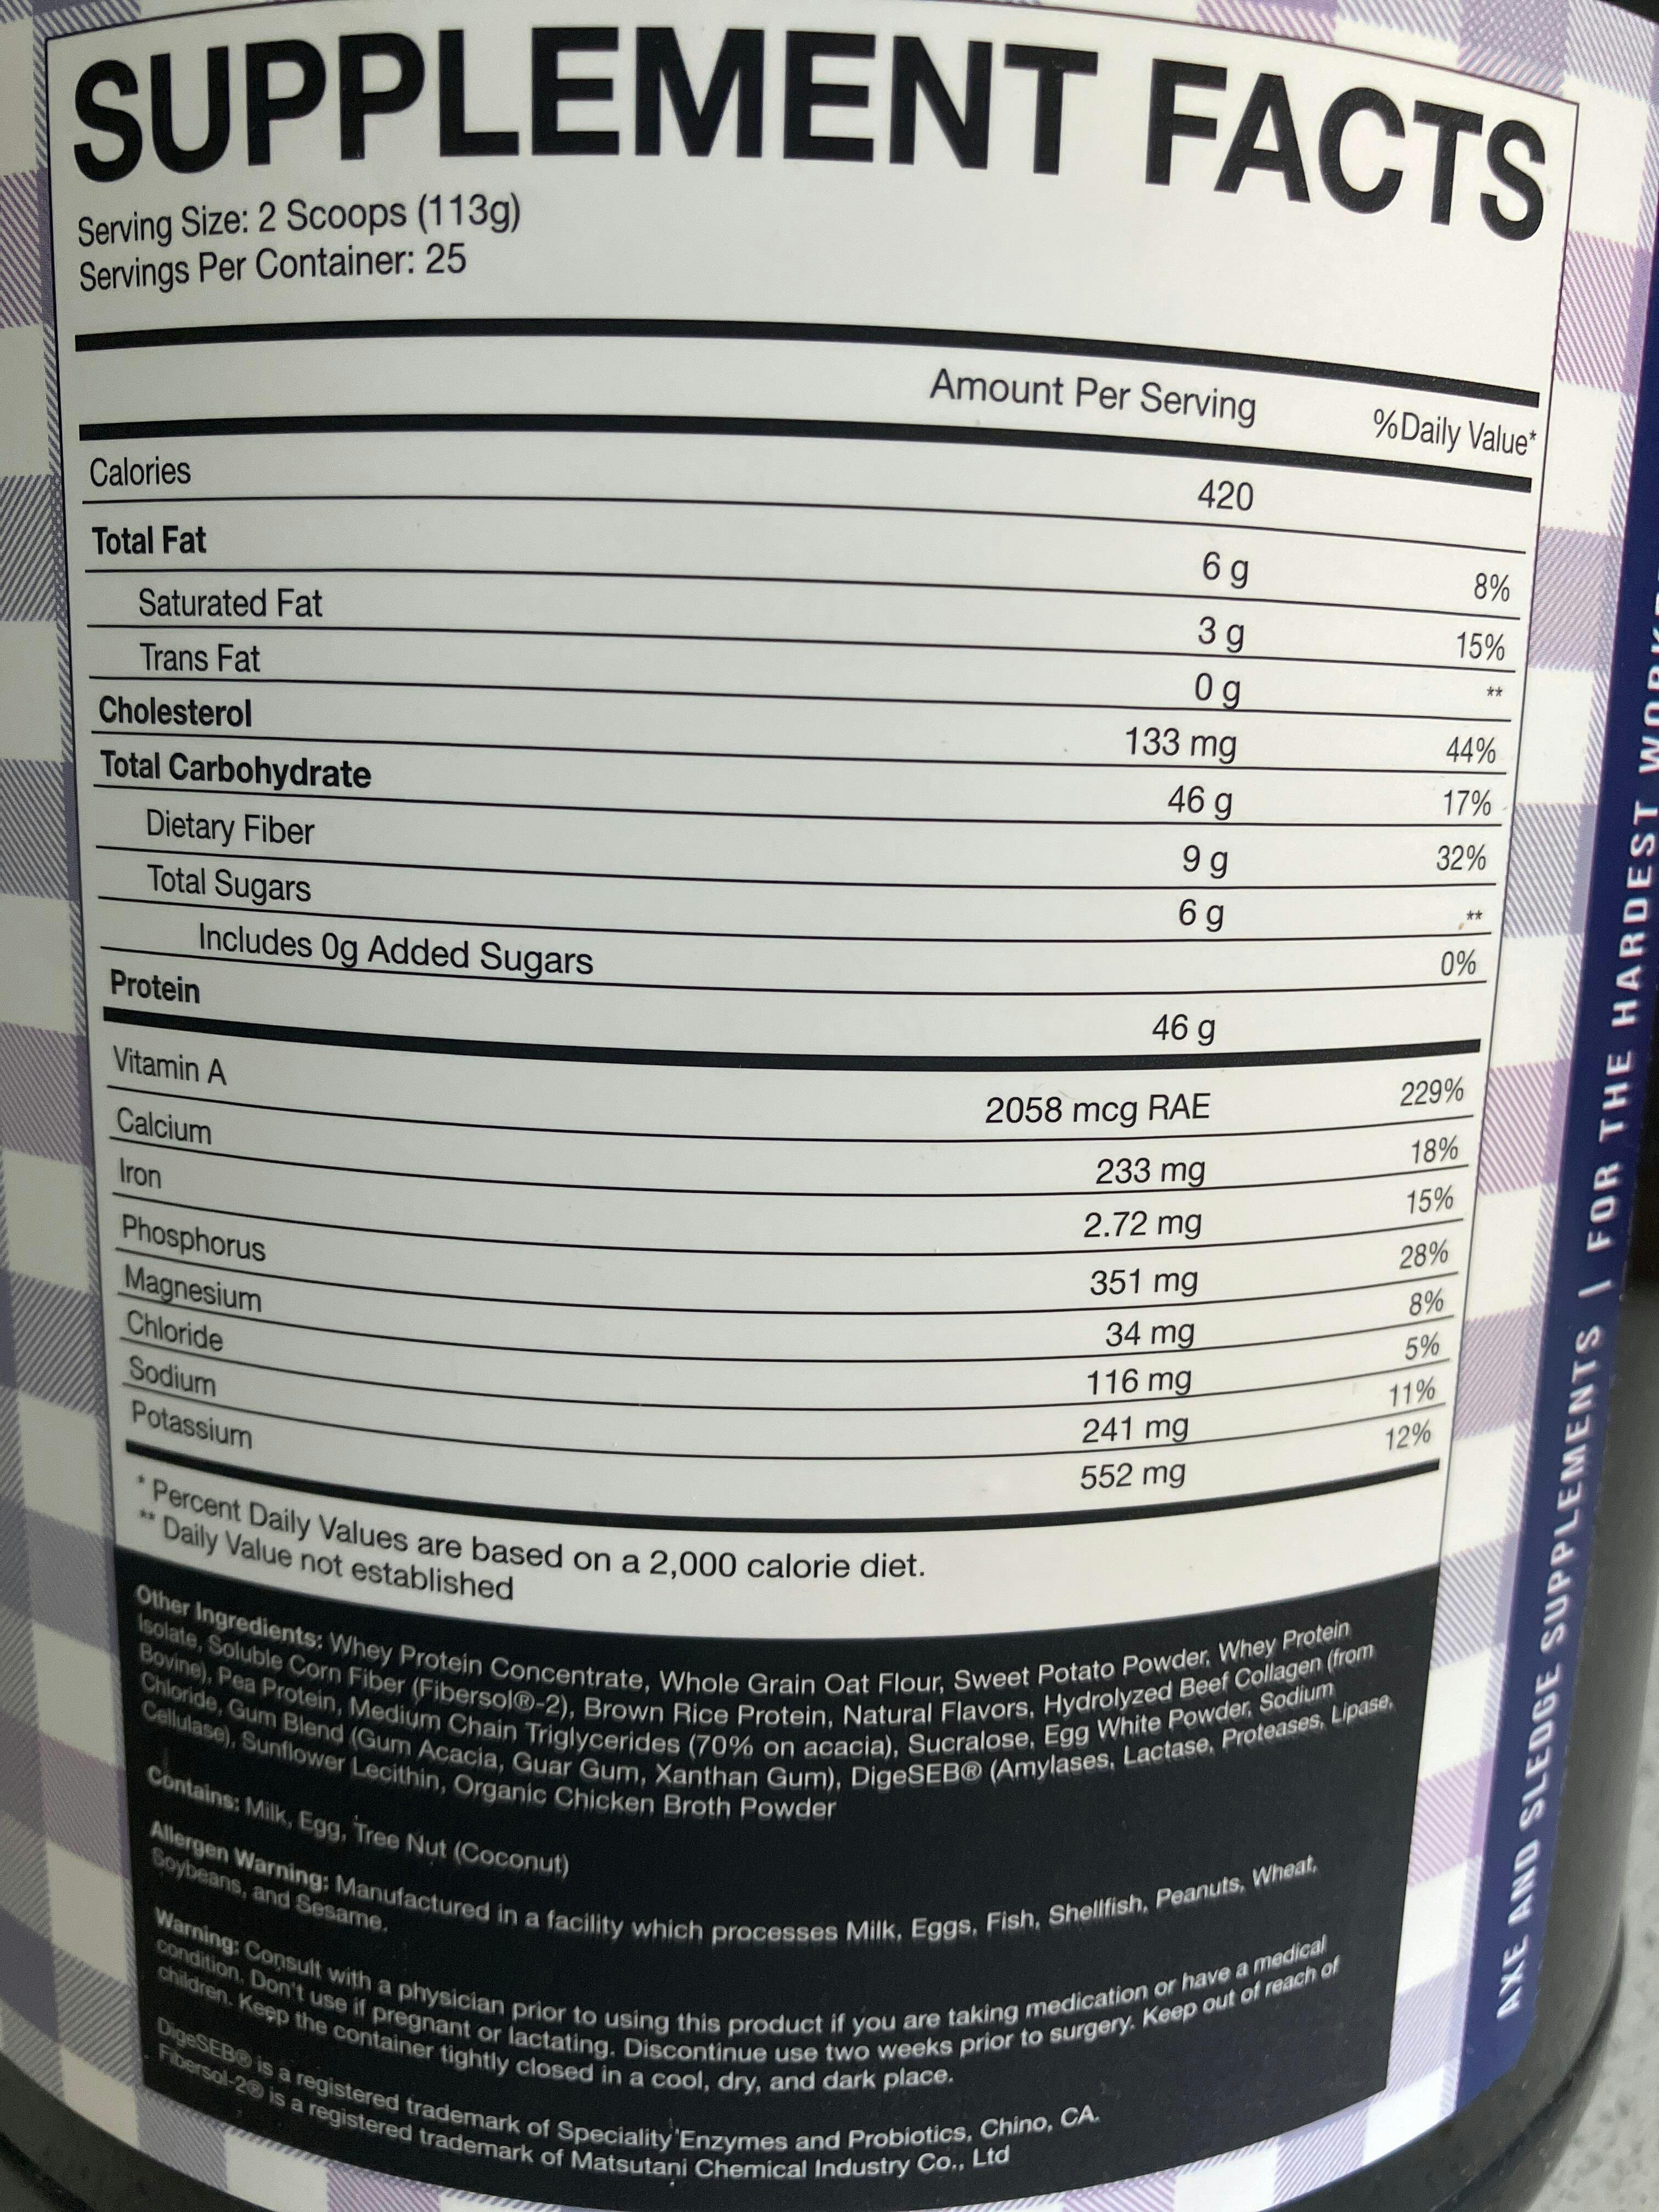 SUPPLEMENT FACTS
Serving Size: 2 Scoops (113g)
Servings Per Container: 25
Amount Per Serving %Daily Value*
Calories 420
Total Fat 6 g 8%
Saturated Fat 3 g 15%
Trans Fat 0 g **
Cholesterol 133 mg 44%
Total Carbohydrate 46 g 17%
Dietary Fiber 9 g 32%
Total Sugars 6 g **
Includes 0g Added Sugars 0%
Protein 46 g
Vitamin A 2058 mcg RAE 229%
Calcium 233 mg 18%
Iron 2.72 mg 15%
Phosphorus 351 mg 28%
Magnesium 34 mg 8%
Chloride 116 mg 5%
Sodium 241 mg 11%
Potassium 552 mg 12%
* Percent Daily Values are based on a 2,000 calorie diet.
** Daily Value not established
Other Ingredients: Whey Protein Concentrate, Whole Grain Oat Flour, Sweet Potato Powder, Whey Protein
Isolate, Soluble Corn Fiber (Fibersol®-2), Brown Rice Protein, Natural Flavors, Hydrolyzed Beef Collagen (from
Bovine), Pea Protein, Medium Chain Triglycerides (70% on acacia), Sucralose, Egg White Powder, Sodium
Chloride, Gum Blend (Gum Acacia, Guar Gum, Xanthan Gum), DigeSEB® (Amylases, Lactase, Proteases, Lipase,
Cellulase), Sunflower Lecithin, Organic Chicken Broth Powder
Contains: Milk, Egg, Tree Nut (Coconut)
Allergen Warning: Manufactured in a facility which processes Milk, Eggs, Fish, Shellfish, Peanuts, Wheat,
Soybeans, and Sesame.
Warning: Consult with a physician prior to using this product if you are taking medication or have a medical
condition. Don't use if pregnant or lactating. Discontinue use two weeks prior to surgery. Keep out of reach of
children. Keep the container tightly closed in a cool, dry, and dark place.
DigeSEB® is a registered trademark of Speciality Enzymes and Probiotics, Chino, CA.
Fibersol-2® is a registered trademark of Matsutani Chemical Industry Co., Ltd
AXE AND SLEDGE SUPPLEMENTS | FOR THE HARDEST